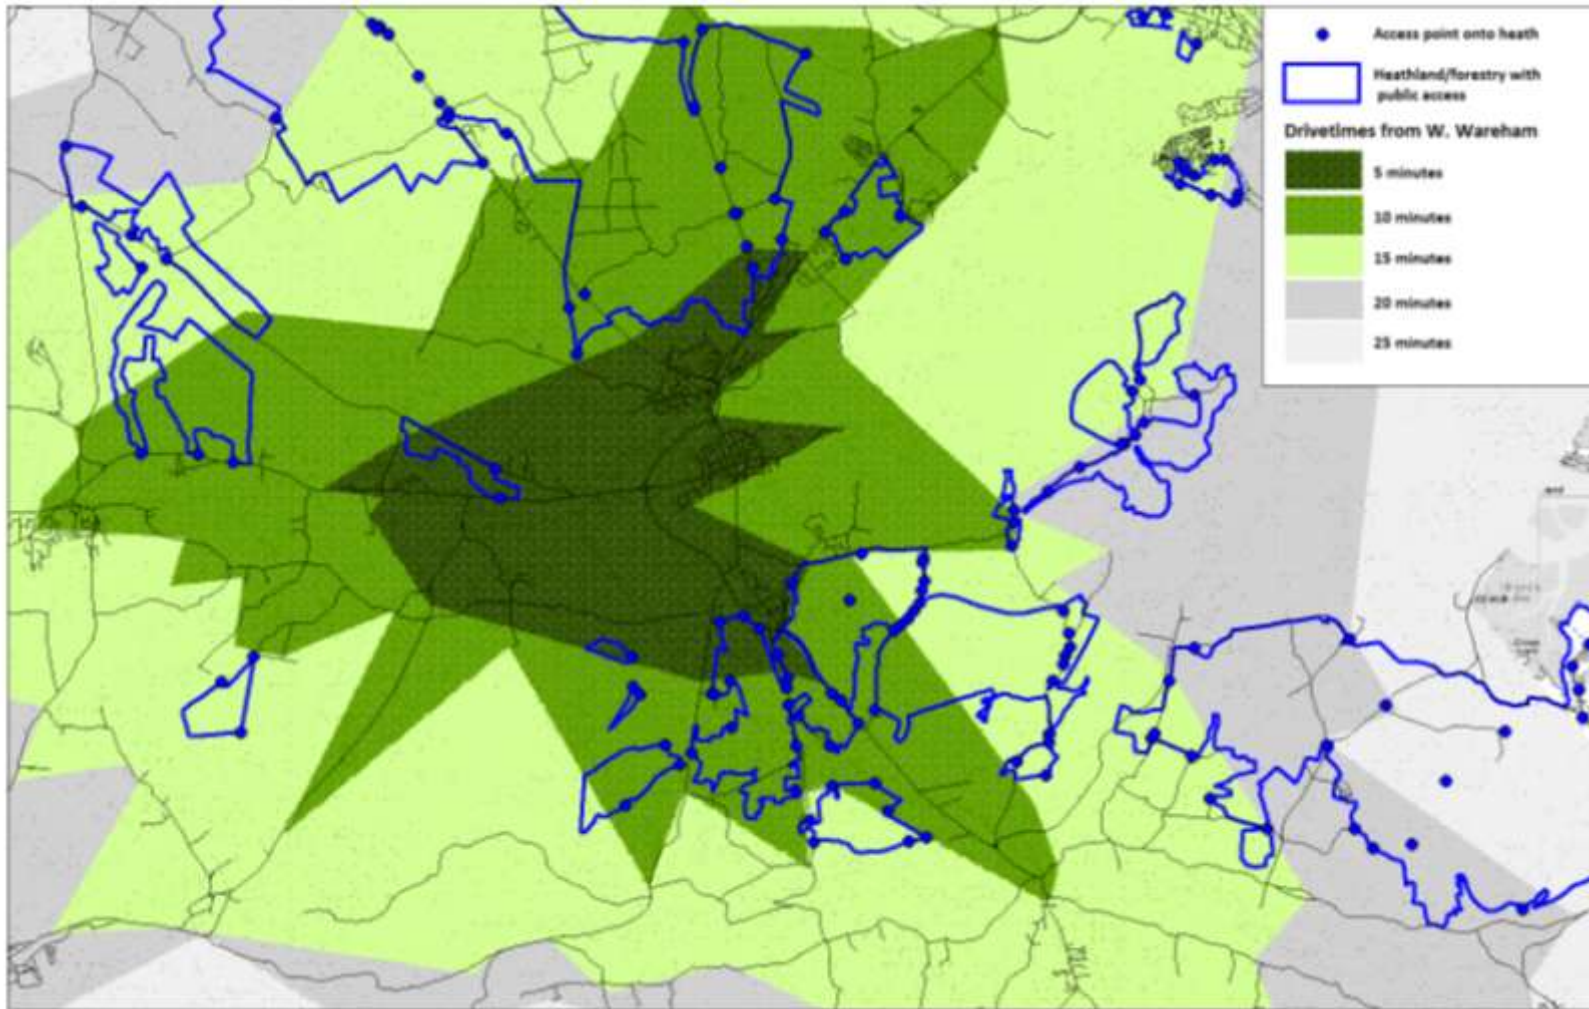 Access point onto heath
Heathland/forestry with
public access
Drivetimes from W. Wareham
5 minutes
10 minutes
15 minutes
20 minutes
25 minutes